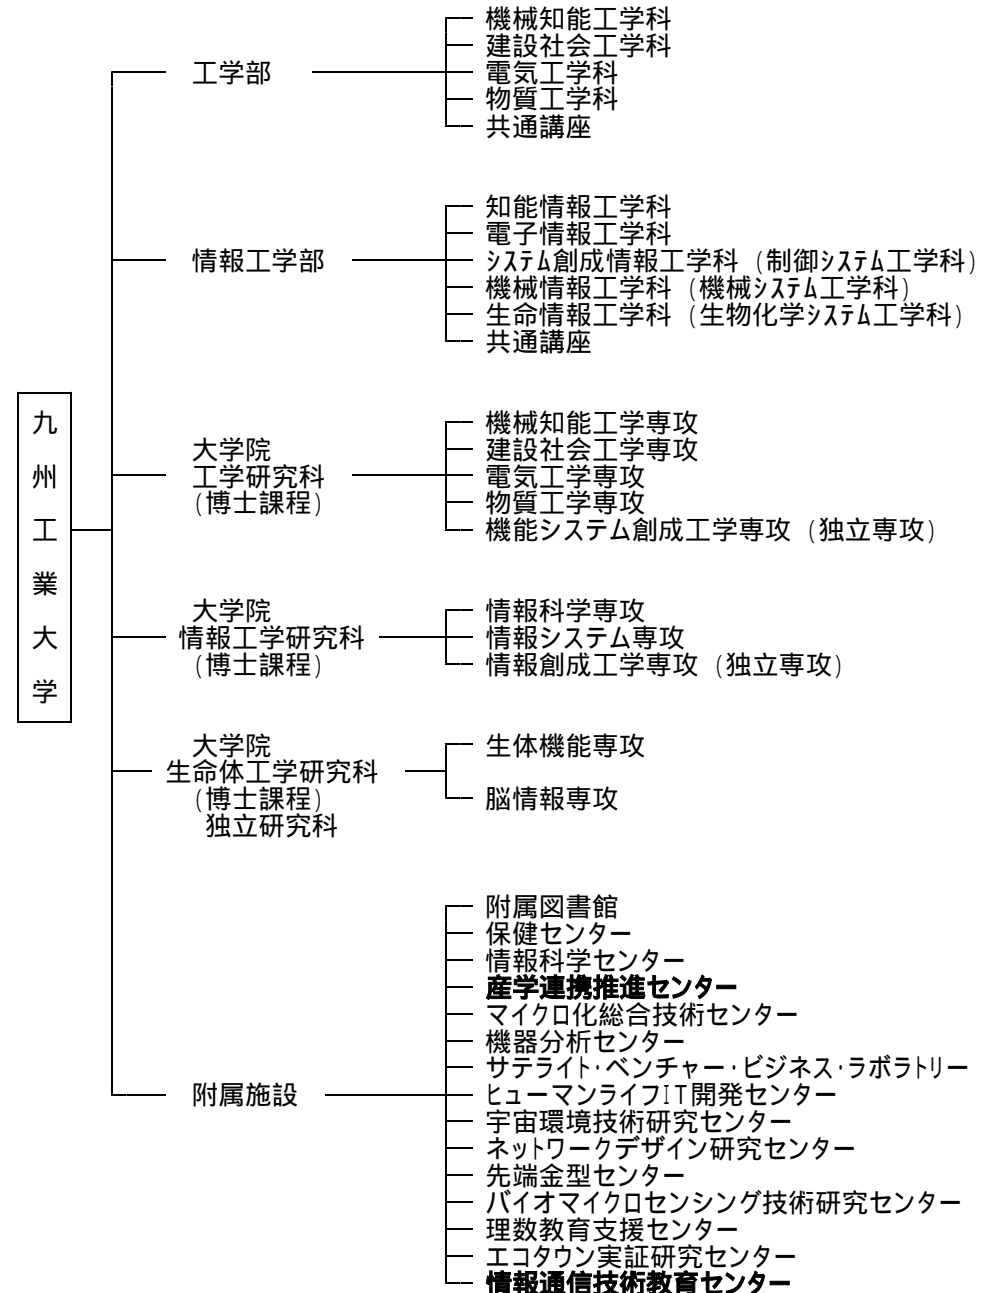 九州工業大学
工学部
機械知能工学科
建設社会工学科
電気工学科
物質工学科
共通講座
情報工学部
知能情報工学科
電子情報工学科
ｼｽﾃﾑ創成情報工学科 (制御ｼｽﾃﾑ工学科)
機械情報工学科 (機械ｼｽﾃﾑ工学科)
生命情報工学科 (生物化学ｼｽﾃﾑ工学科)
共通講座
大学院
工学研究科
(博士課程)
機械知能工学専攻
建設社会工学専攻
電気工学専攻
物質工学専攻
機能システム創成工学専攻 (独立専攻)
大学院
情報工学研究科
(博士課程)
情報科学専攻
情報システム専攻
情報創成工学専攻 (独立専攻)
大学院
生命体工学研究科
(博士課程)
独立研究科
生体機能専攻
脳情報専攻
附属施設
附属図書館
保健センター
情報科学センター
産学連携推進センター
マイクロ化総合技術センター
機器分析センター
サテライト・ベンチャー・ビジネス・ラボラトリー
ヒューマンライフIT開発センター
宇宙環境技術研究センター
ネットワークデザイン研究センター
先端金型センター
バイオマイクロセンシング技術研究センター
理数教育支援センター
エコタウン実証研究センター
情報通信技術教育センター